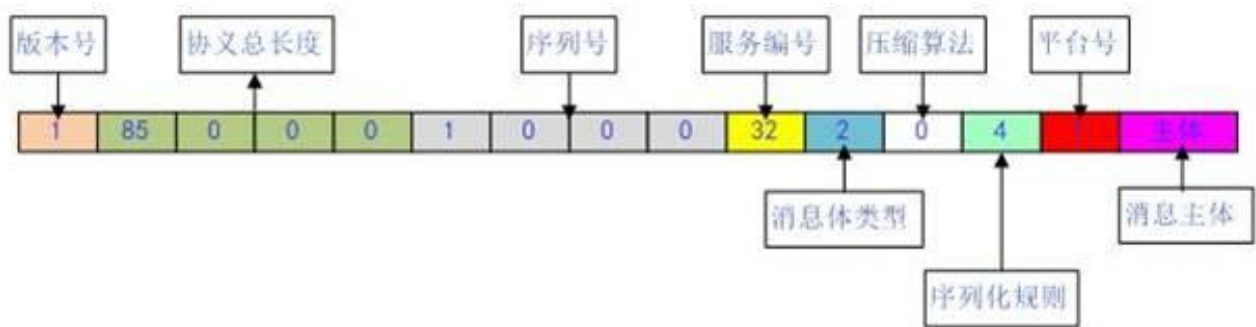 版本号 协义总长度 序列号 服务编号 压缩算法 平台号
1 85 0 0 0 1 0 0 0 32 2 0 4 1 主体
消息体类型 消息主体
序列化规则